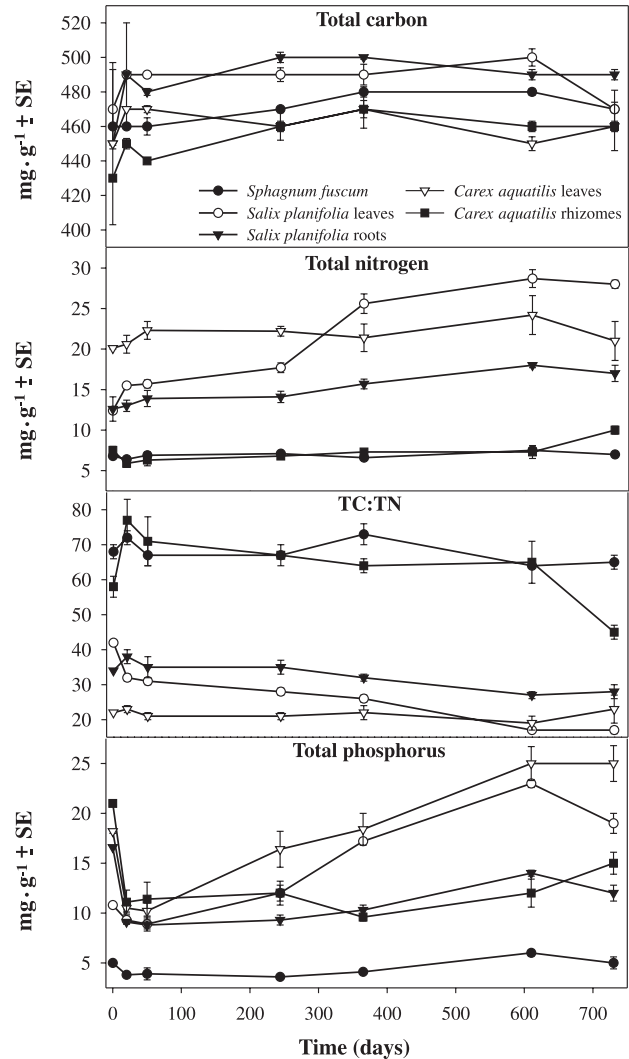 Total carbon
520
500
480
460
440
420
400
mg·g-1 ± SE
Sphagnum fuscum
Salix planifolia leaves
Salix planifolia roots
Carex aquatilis leaves
Carex aquatilis rhizomes
Total nitrogen
30
25
20
15
10
5
mg·g-1 ± SE
TC:TN
80
70
60
50
40
30
20
Total phosphorus
25
20
15
10
5
mg·g-1 ± SE
0 100 200 300 400 500 600 700
Time (days)